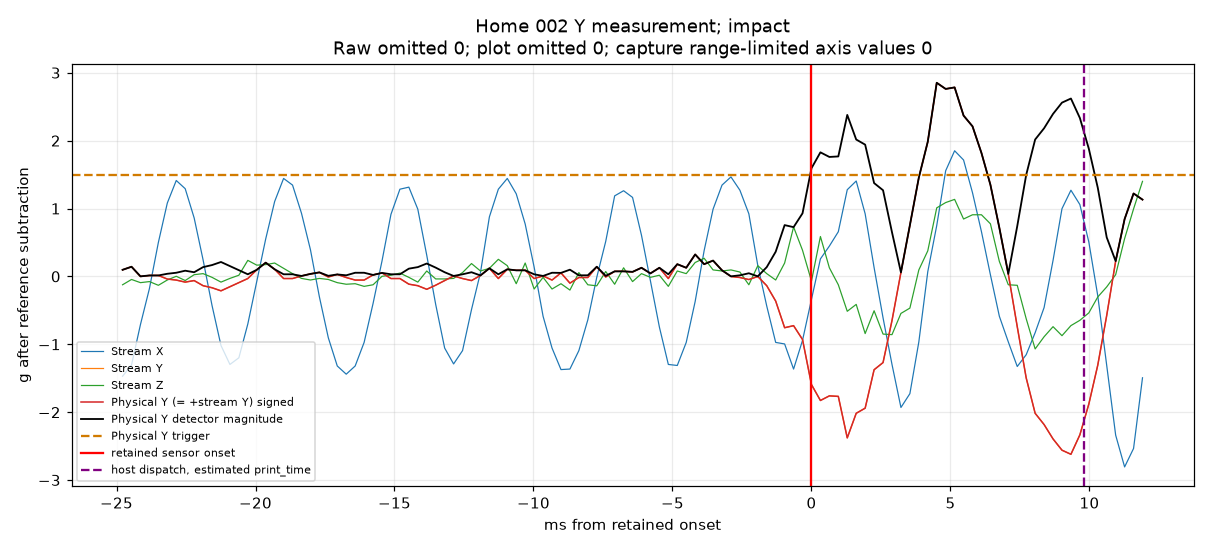 Home 002 Y measurement; impact
Raw omitted 0; plot omitted 0; capture range-limited axis values 0
g after reference subtraction
3
2
1
0
−1
−2
−3
Stream X
Stream Y
Stream Z
Physical Y (= +stream Y) signed
Physical Y detector magnitude
Physical Y trigger
retained sensor onset
host dispatch, estimated print_time
−25
−20
−15
−10
−5
0
5
10
ms from retained onset